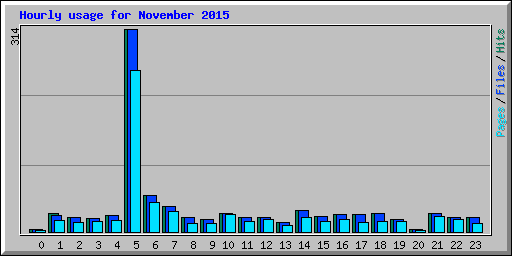 Hourly usage for November 2015
314
Pages / Files / Hits
0 1 2 3 4 5 6 7 8 9 10 11 12 13 14 15 16 17 18 19 20 21 22 23